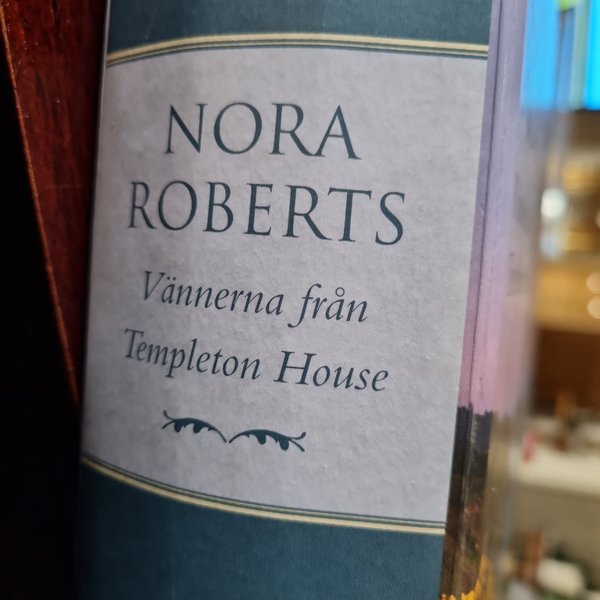 NORA
ROBERTS
Vännerna från
Templeton House